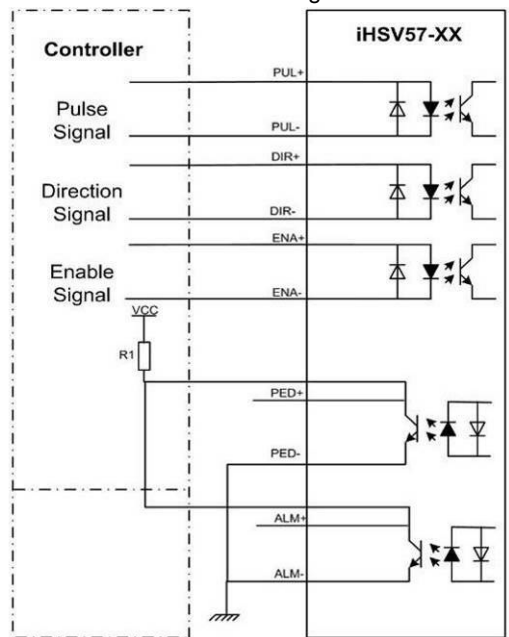 Controller
iHSV57-XX
PUL+
Pulse
Signal
PUL-
DIR+
Direction
Signal
DIR-
ENA+
Enable
Signal
ENA-
VCC
R1
PED+
PED-
ALM+
ALM-